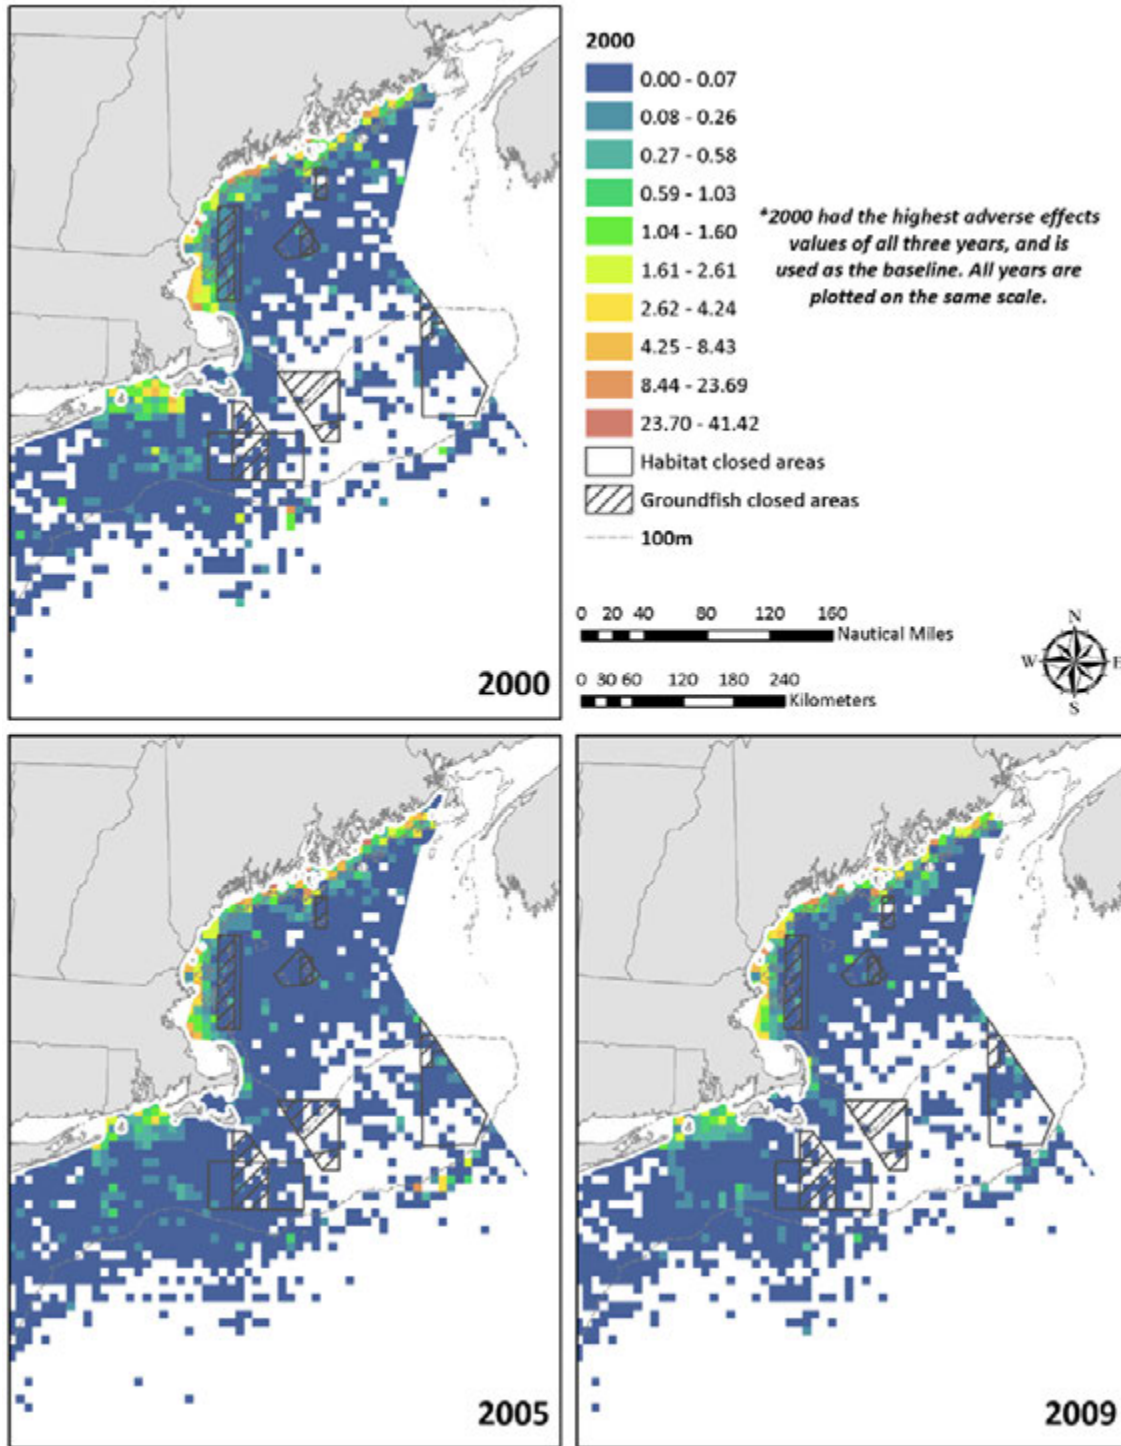 2000
0.00 - 0.07
0.08 - 0.26
0.27 - 0.58
0.59 - 1.03
1.04 - 1.60
1.61 - 2.61
2.62 - 4.24
4.25 - 8.43
8.44 - 23.69
23.70 - 41.42
Habitat closed areas
Groundfish closed areas
100m
*2000 had the highest adverse effects
values of all three years, and is
used as the baseline. All years are
plotted on the same scale.
0 20 40 80 120 160
Nautical Miles
0 30 60 120 180 240
Kilometers
N
W E
S
2000
2005
2009